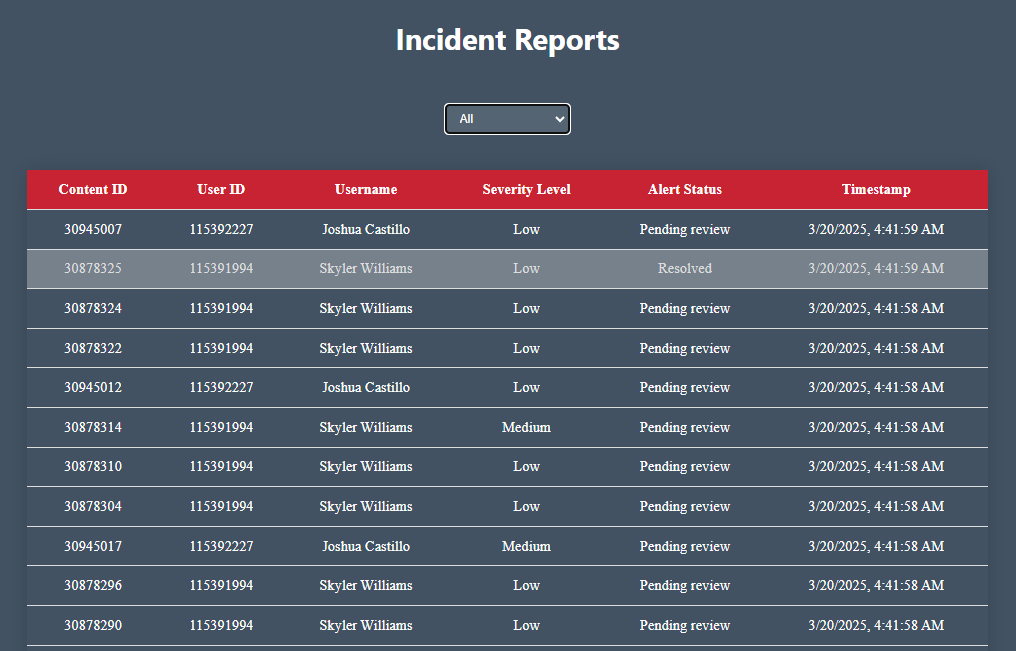 Incident Reports
All
Content ID User ID Username Severity Level Alert Status Timestamp
30945007 115392227 Joshua Castillo Low Pending review 3/20/2025, 4:41:59 AM
30878325 115391994 Skyler Williams Low Resolved 3/20/2025, 4:41:59 AM
30878324 115391994 Skyler Williams Low Pending review 3/20/2025, 4:41:58 AM
30878322 115391994 Skyler Williams Low Pending review 3/20/2025, 4:41:58 AM
30945012 115392227 Joshua Castillo Low Pending review 3/20/2025, 4:41:58 AM
30878314 115391994 Skyler Williams Medium Pending review 3/20/2025, 4:41:58 AM
30878310 115391994 Skyler Williams Low Pending review 3/20/2025, 4:41:58 AM
30878304 115391994 Skyler Williams Low Pending review 3/20/2025, 4:41:58 AM
30945017 115392227 Joshua Castillo Medium Pending review 3/20/2025, 4:41:58 AM
30878296 115391994 Skyler Williams Low Pending review 3/20/2025, 4:41:58 AM
30878290 115391994 Skyler Williams Low Pending review 3/20/2025, 4:41:58 AM